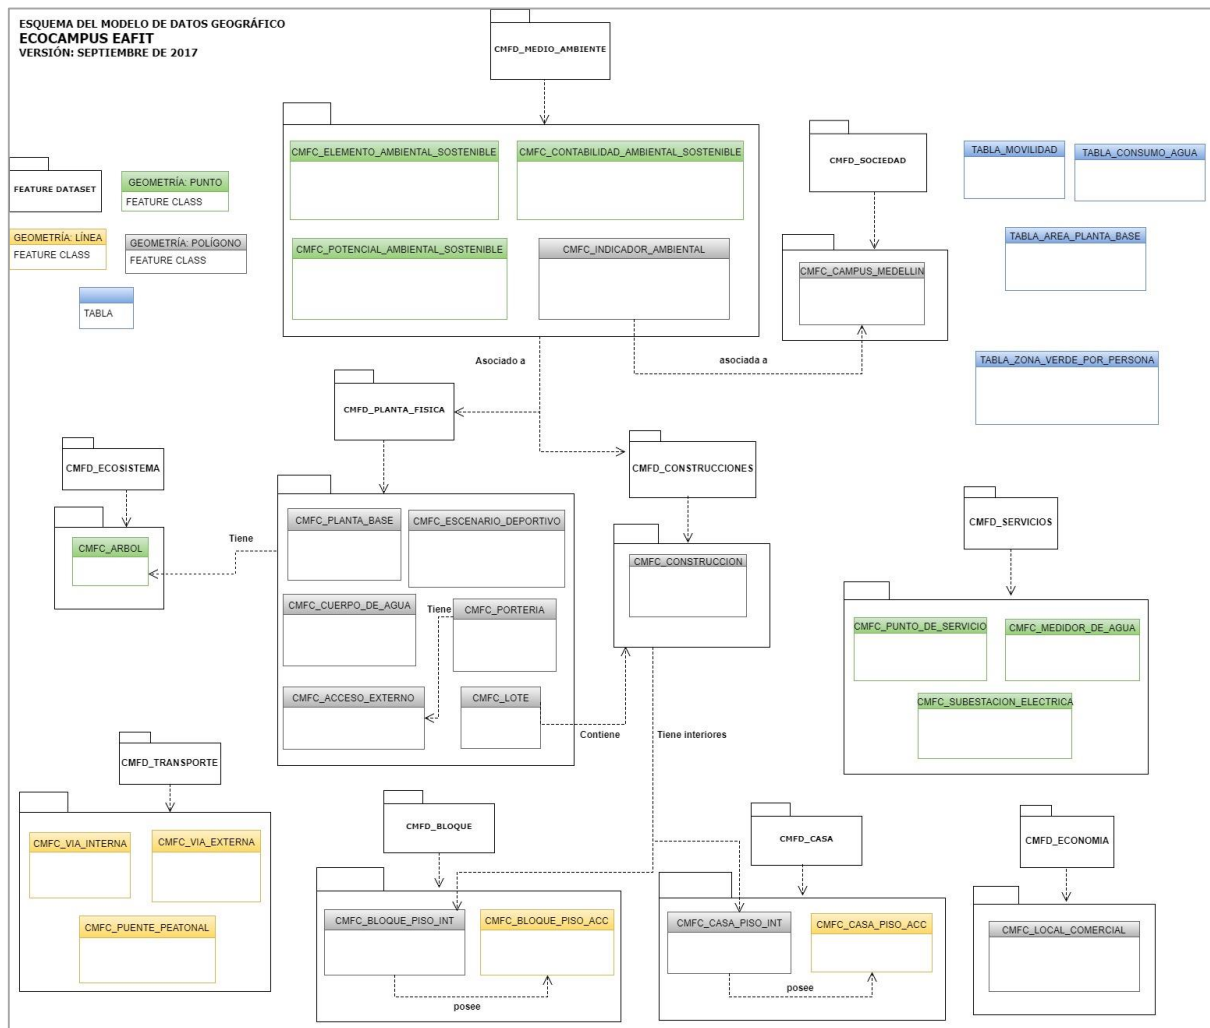 ESQUEMA DEL MODELO DE DATOS GEOGRÁFICO
ECOCAMPUS EAFIT
VERSIÓN: SEPTIEMBRE DE 2017
CMFD_MEDIO_AMBIENTE
CMFC_ELEMENTO_AMBIENTAL_SOSTENIBLE
CMFC_CONTABILIDAD_AMBIENTAL_SOSTENIBLE
CMFC_POTENCIAL_AMBIENTAL_SOSTENIBLE
CMFC_INDICADOR_AMBIENTAL
CMFD_SOCIEDAD
CMFC_CAMPUS_MEDELLIN
TABLA_MOVILIDAD
TABLA_CONSUMO_AGUA
TABLA_AREA_PLANTA_BASE
TABLA_ZONA_VERDE_POR_PERSONA
FEATURE DATASET
GEOMETRÍA: PUNTO
FEATURE CLASS
GEOMETRÍA: LÍNEA
FEATURE CLASS
GEOMETRÍA: POLÍGONO
FEATURE CLASS
TABLA
Asociado a
asociada a
CMFD_PLANTA_FISICA
CMFD_ECOSISTEMA
CMFC_ARBOL
Tiene
CMFC_PLANTA_BASE
CMFC_ESCENARIO_DEPORTIVO
CMFC_CUERPO_DE_AGUA
Tiene
CMFC_PORTERIA
CMFC_ACCESO_EXTERNO
CMFC_LOTE
Contiene
CMFD_CONSTRUCCIONES
CMFC_CONSTRUCCION
Tiene interiores
CMFD_SERVICIOS
CMFC_PUNTO_DE_SERVICIO
CMFC_MEDIDOR_DE_AGUA
CMFC_SUBESTACION_ELECTRICA
CMFD_TRANSPORTE
CMFC_VIA_INTERNA
CMFC_VIA_EXTERNA
CMFC_PUENTE_PEATONAL
CMFD_BLOQUE
CMFC_BLOQUE_PISO_INT
CMFC_BLOQUE_PISO_ACC
posee
CMFD_CASA
CMFC_CASA_PISO_INT
CMFC_CASA_PISO_ACC
posee
CMFD_ECONOMIA
CMFC_LOCAL_COMERCIAL